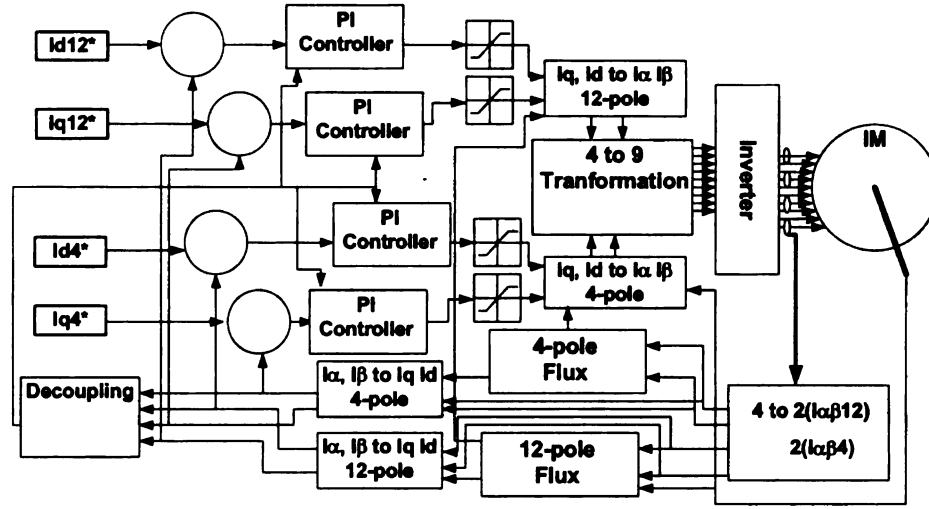 Id12*
PI
Controller
Iq12*
PI
Controller
Iq, Id to Iα Iβ
12-pole
4 to 9
Tranformation
Inverter
IM
Id4*
PI
Controller
Iq, Id to Iα Iβ
4-pole
Iq4*
PI
Controller
4-pole
Flux
Decoupling
Iα, Iβ to Iq Id
4-pole
4 to 2(Iαβ12)
2(Iαβ4)
Iα, Iβ to Iq Id
12-pole
12-pole
Flux